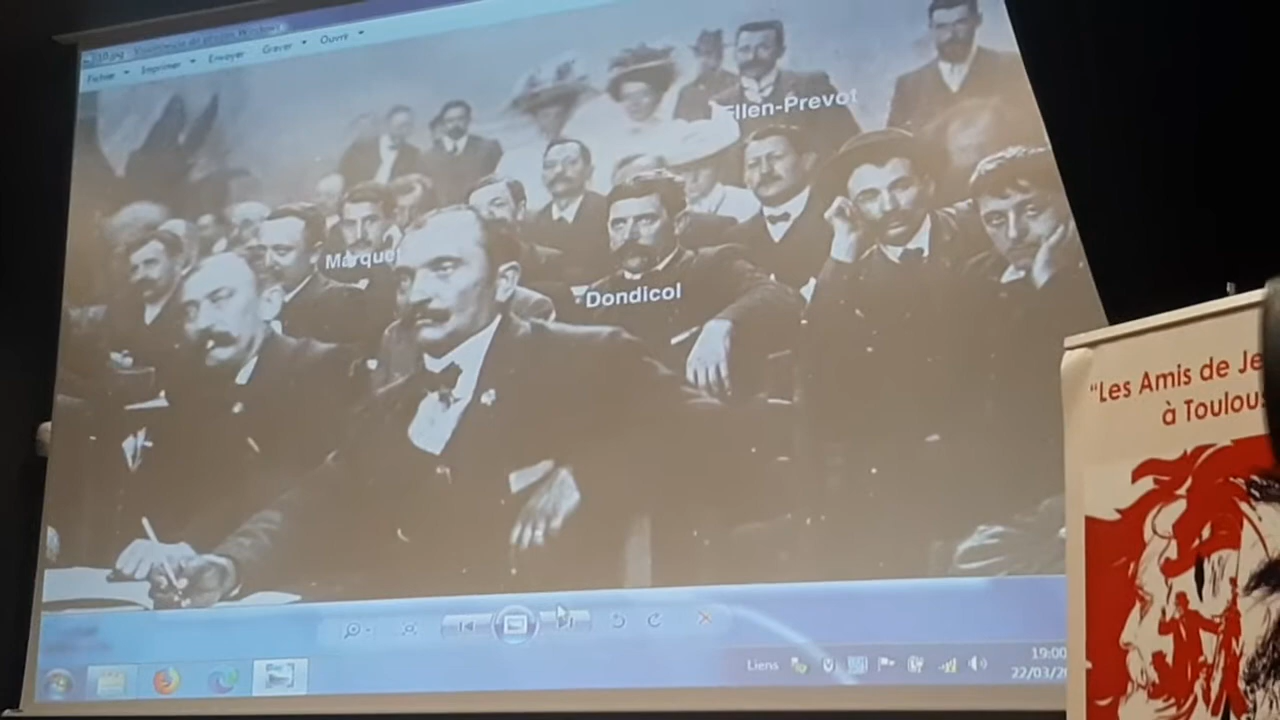 Fichier Imprimer Envoyer Graver Ouvrir
Ellen-Prevot
Marquet
Dondicol
"Les Amis de Je
à Toulous
Liens
19:00
22/03/20